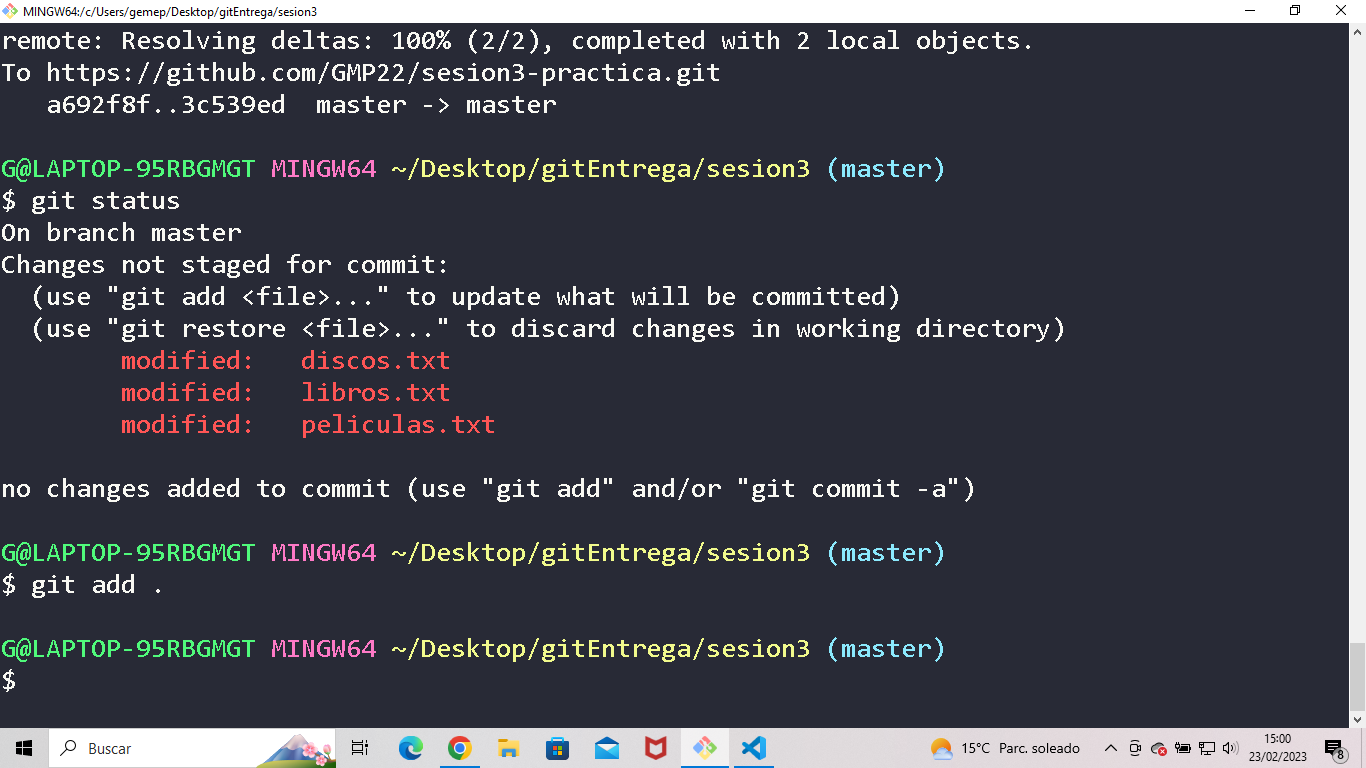 MINGW64:/c/Users/gemep/Desktop/gitEntrega/sesion3
remote: Resolving deltas: 100% (2/2), completed with 2 local objects.
To https://github.com/GMP22/sesion3-practica.git
   a692f8f..3c539ed  master -> master
G@LAPTOP-95RBGMGT MINGW64 ~/Desktop/gitEntrega/sesion3 (master)
$ git status
On branch master
Changes not staged for commit:
  (use "git add <file>..." to update what will be committed)
  (use "git restore <file>..." to discard changes in working directory)
        modified:   discos.txt
        modified:   libros.txt
        modified:   peliculas.txt
no changes added to commit (use "git add" and/or "git commit -a")
G@LAPTOP-95RBGMGT MINGW64 ~/Desktop/gitEntrega/sesion3 (master)
$ git add .
G@LAPTOP-95RBGMGT MINGW64 ~/Desktop/gitEntrega/sesion3 (master)
$
Buscar
15°C Parc. soleado
15:00
23/02/2023
8